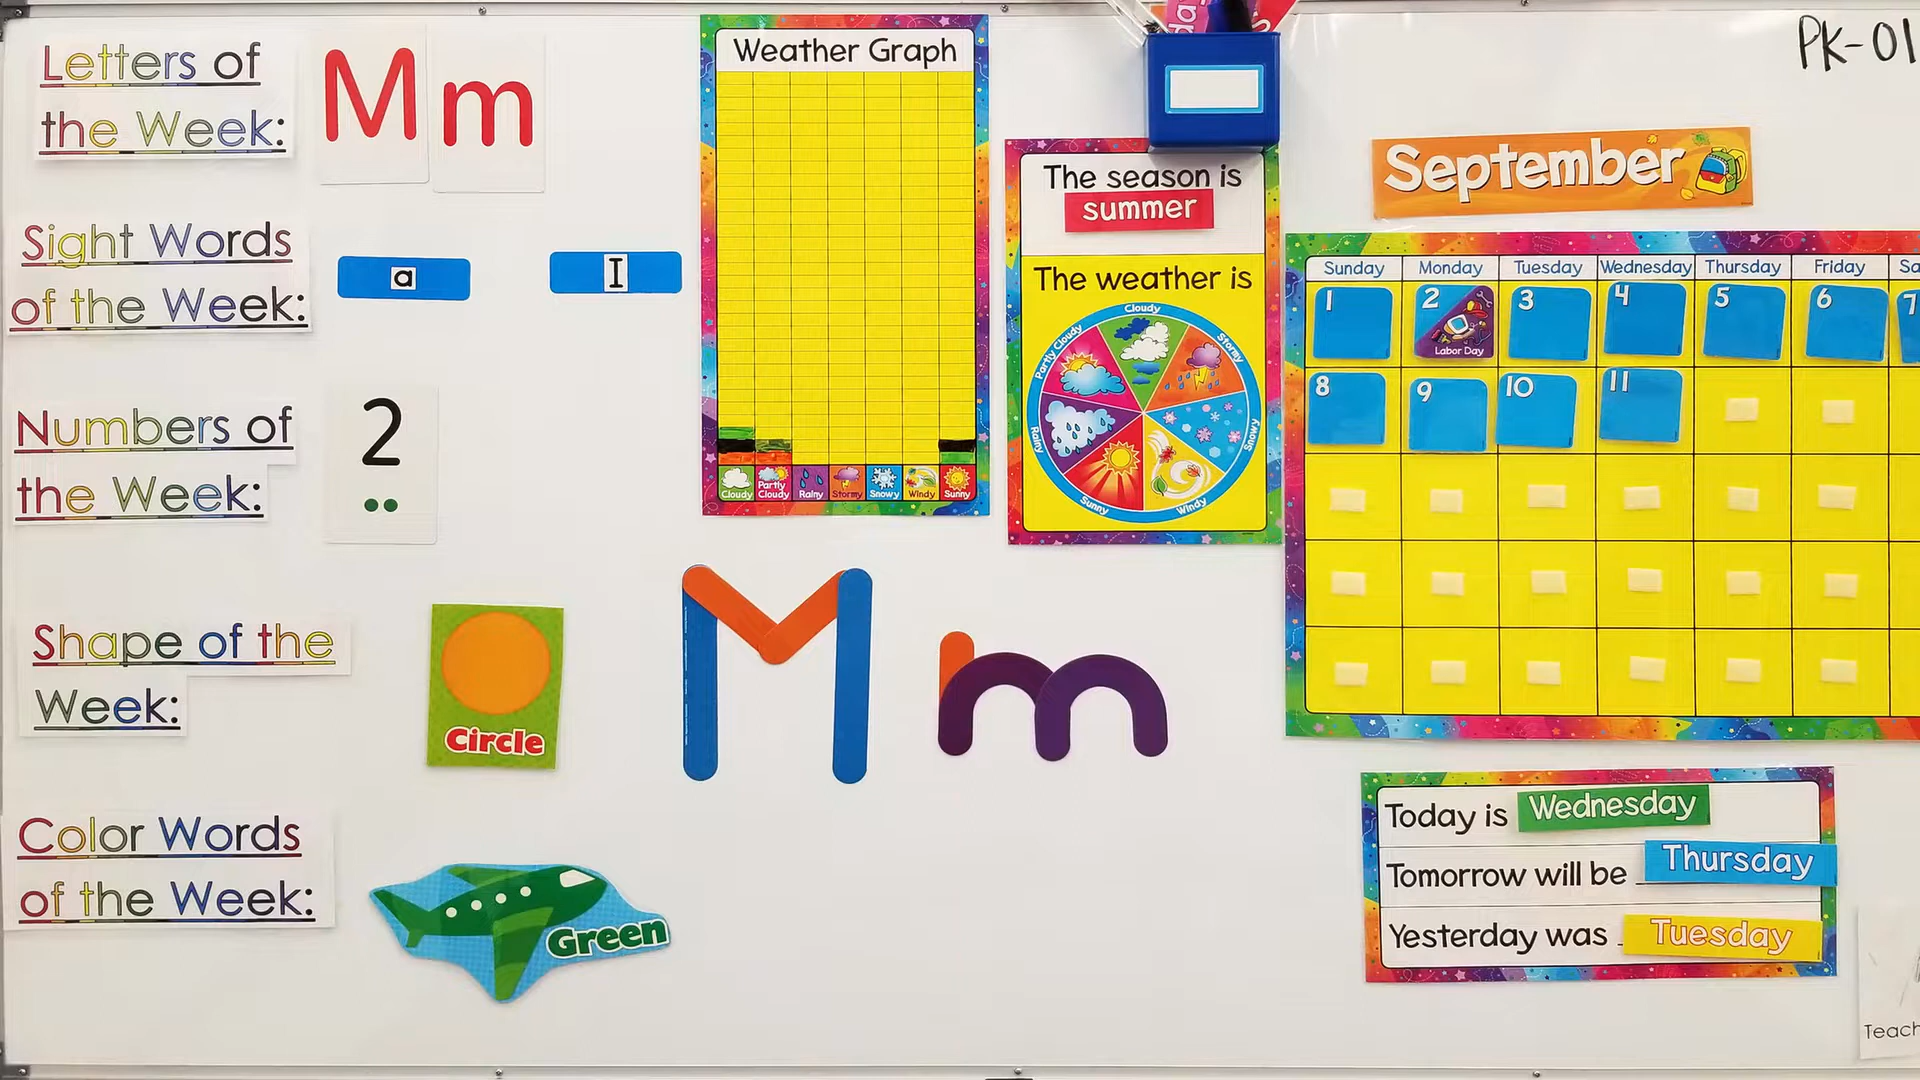 Letters of
the Week:
M m
Sight Words
of the Week:
a
I
Numbers of
the Week:
2
Shape of the
Week:
Circle
Color Words
of the Week:
Green
Weather Graph
Cloudy
Partly
Cloudy
Rainy
Stormy
Snowy
Windy
Sunny
The season is
summer
The weather is
Cloudy
Stormy
Snowy
Windy
Sunny
Rainy
Partly Cloudy
PK-01
September
Sunday Monday Tuesday Wednesday Thursday Friday Sa
1 2 3 4 5 6 7
Labor Day
8 9 10 11
Today is Wednesday
Tomorrow will be Thursday
Yesterday was Tuesday
Teach